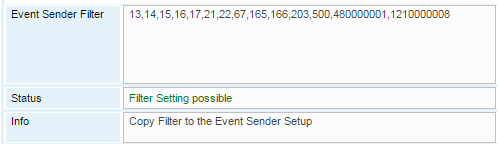 Event Sender Filter 13,14,15,16,17,21,22,67,165,166,203,500,480000001,1210000008
Status Filter Setting possible
Info Copy Filter to the Event Sender Setup